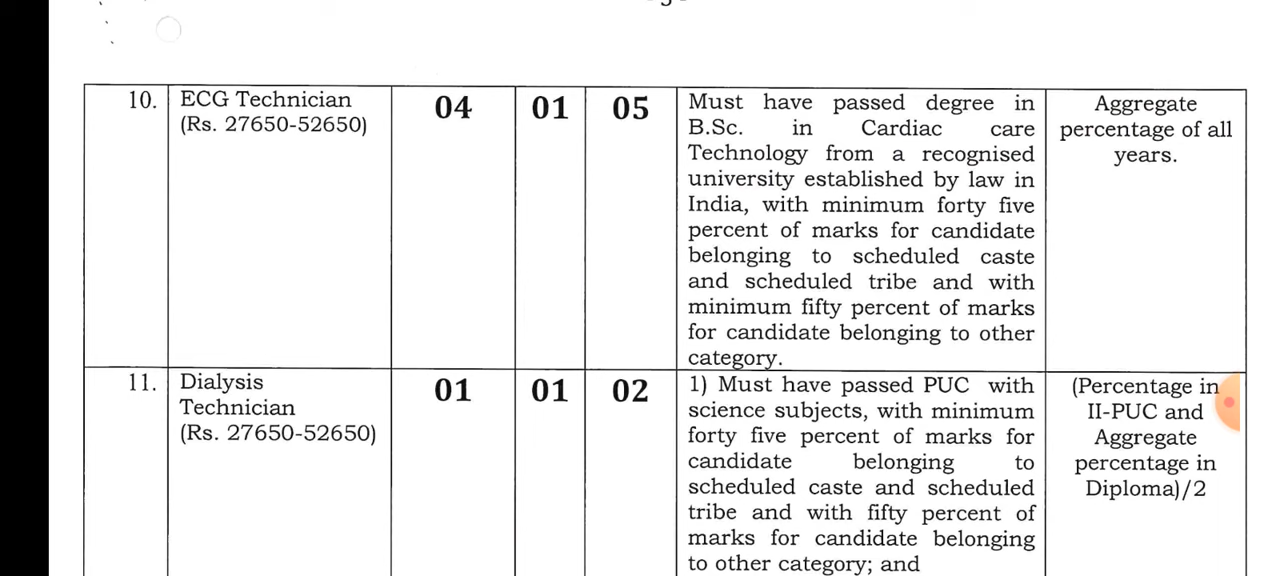 10.
ECG Technician
(Rs. 27650-52650)
04
01
05
Must have passed degree in
B.Sc. in Cardiac care
Technology from a recognised
university established by law in
India, with minimum forty five
percent of marks for candidate
belonging to scheduled caste
and scheduled tribe and with
minimum fifty percent of marks
for candidate belonging to other
category.
Aggregate
percentage of all
years.
11.
Dialysis
Technician
(Rs. 27650-52650)
01
01
02
1) Must have passed PUC with
science subjects, with minimum
forty five percent of marks for
candidate belonging to
scheduled caste and scheduled
tribe and with fifty percent of
marks for candidate belonging
to other category; and
(Percentage in
II-PUC and
Aggregate
percentage in
Diploma)/2